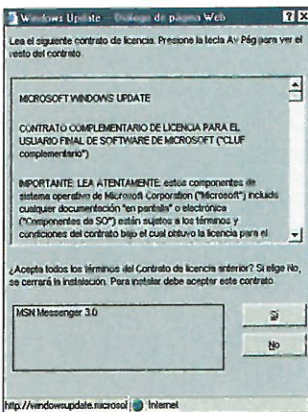 Windows Update - Diálogo de página Web
Lea el siguiente contrato de licencia. Presione la tecla Av Pág para ver el
resto del contrato.
MICROSOFT WINDOWS UPDATE
CONTRATO COMPLEMENTARIO DE LICENCIA PARA EL
USUARIO FINAL DE SOFTWARE DE MICROSOFT ("CLUF
complementario")
IMPORTANTE: LEA ATENTAMENTE: estos componentes de
sistema operativo de Microsoft Corporation ("Microsoft") incluida
cualquier documentación "en pantalla" o electrónica
("Componentes de SO") están sujetos a los términos y
condiciones del contrato bajo el cual obtuvo la licencia para el
¿Acepta todos los términos del Contrato de licencia anterior? Si elige No,
se cerrará la instalación. Para instalar debe aceptar este contrato.
MSN Messenger 3.0
Sí
No
http://windowsupdate.microsof Internet